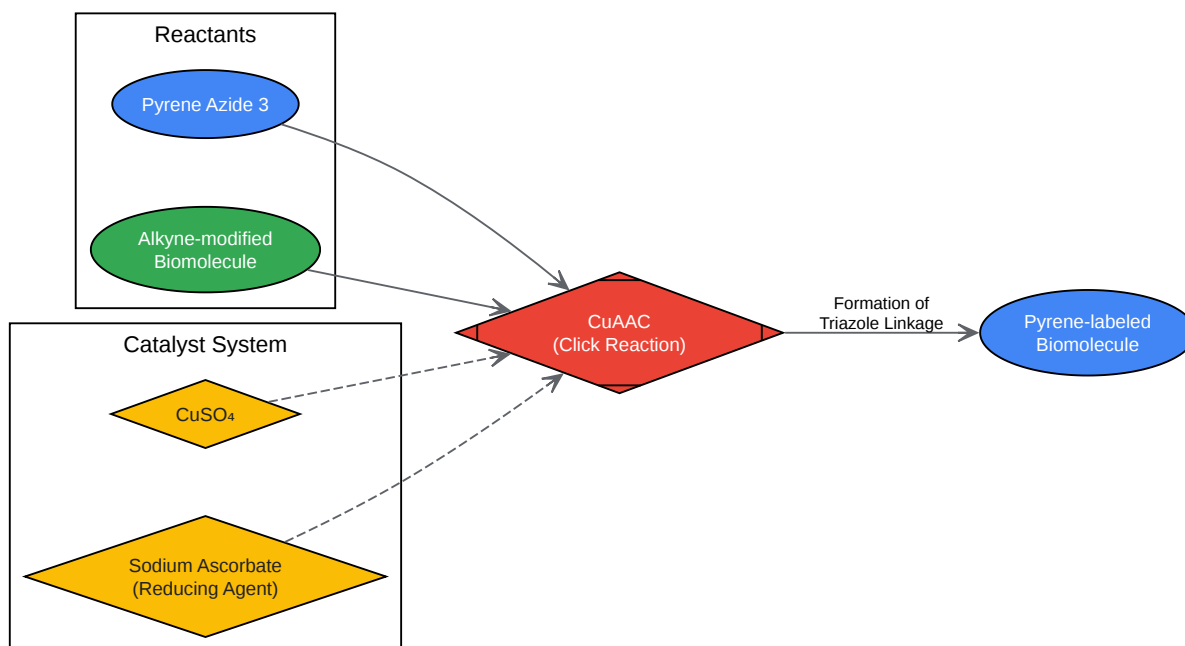 Reactants
Pyrene Azide 3
Alkyne-modified
Biomolecule
Catalyst System
CuSO₄
Sodium Ascorbate
(Reducing Agent)
CuAAC
(Click Reaction)
Formation of
Triazole Linkage
Pyrene-labeled
Biomolecule